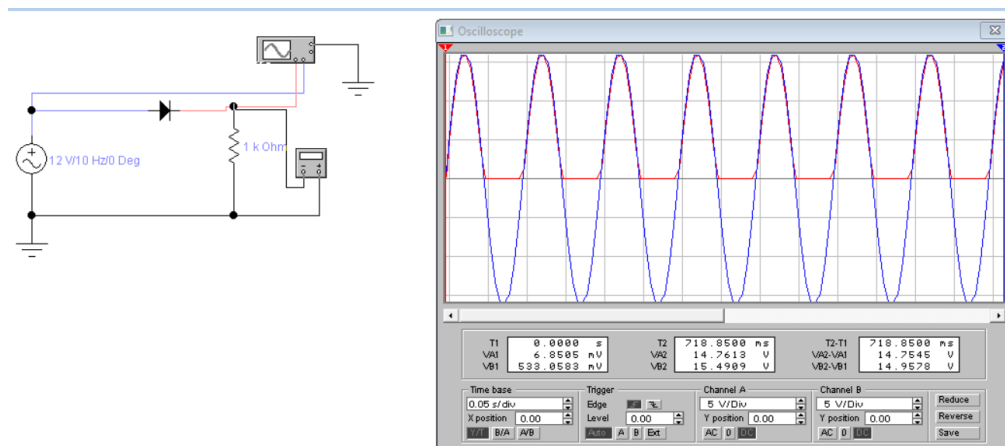 Oscilloscope
1
12 V/10 Hz/0 Deg
1 k Ohm
T1 0.0000 s
VA1 6.8505 mV
VB1 533.0583 mV
T2 718.8500 ms
VA2 14.7613 V
VB2 15.4909 V
T2-T1 718.8500 ms
VA2-VA1 14.7545 V
VB2-VB1 14.9578 V
Time base
0.05 s/div
X position 0.00
Y/T B/A A/B
Trigger
Edge
Level 0.00
Auto A B Ext
Channel A
5 V/Div
Y position 0.00
AC 0 DC
Channel B
5 V/Div
Y position 0.00
AC 0 DC
Reduce
Reverse
Save